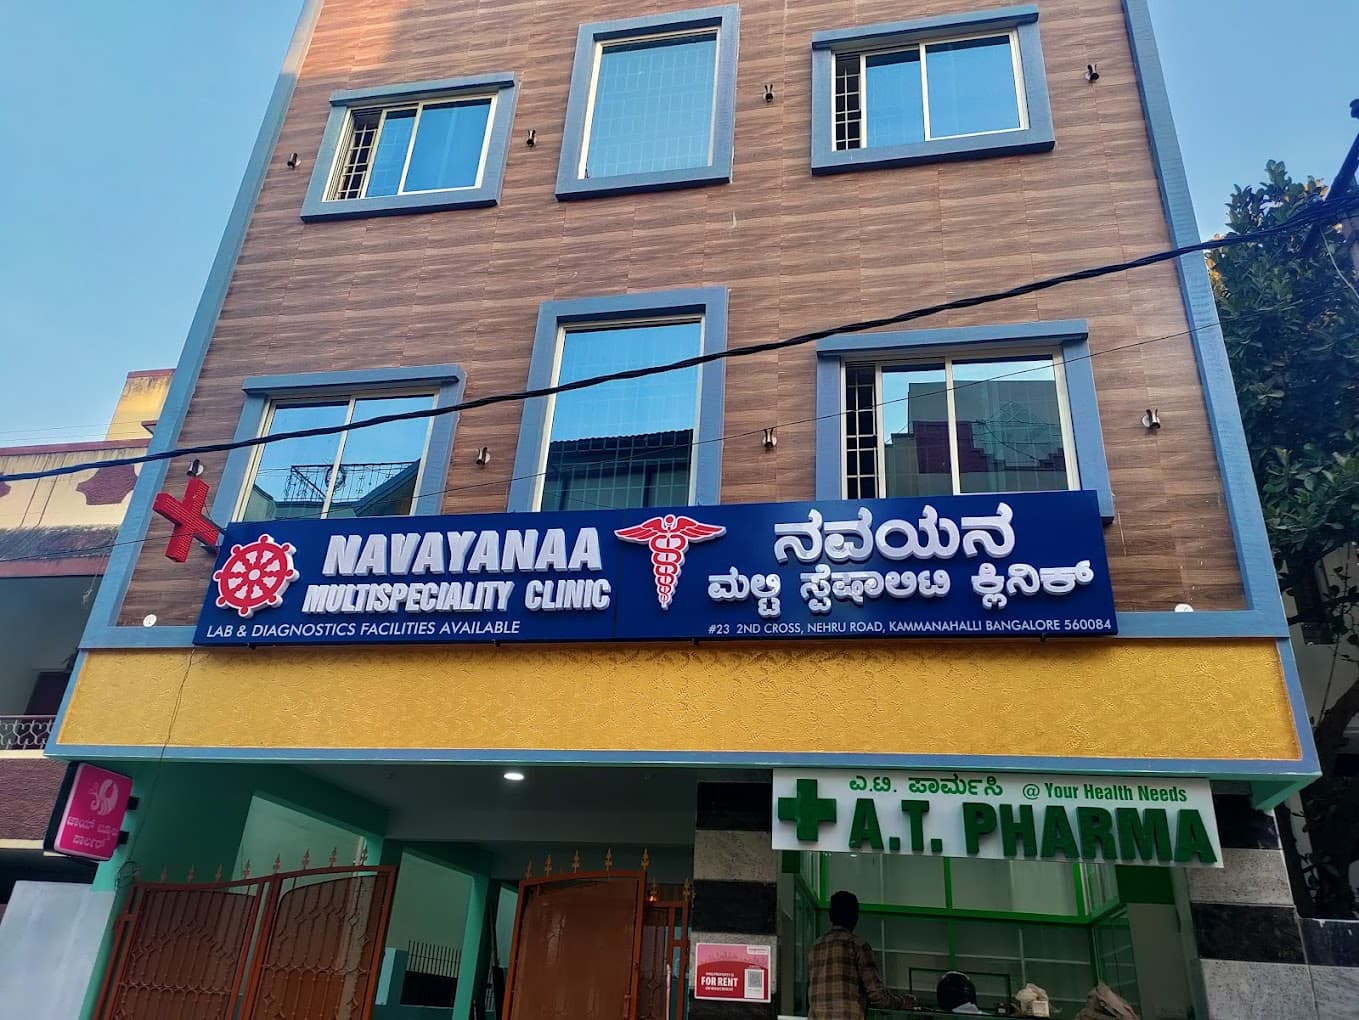 NAVAYANAA
MULTISPECIALITY CLINIC
LAB & DIAGNOSTICS FACILITIES AVAILABLE
ನವಯನ
ಮಲ್ಟಿ ಸ್ಪೆಷಾಲಿಟಿ ಕ್ಲಿನಿಕ್
#23 2ND CROSS, NEHRU ROAD, KAMMANAHALLI BANGALORE 560084
ಎ.ಟಿ. ಫಾರ್ಮಸಿ @ Your Health Needs
A.T. PHARMA
ಪಾರ್ಲರ್
FOR RENT